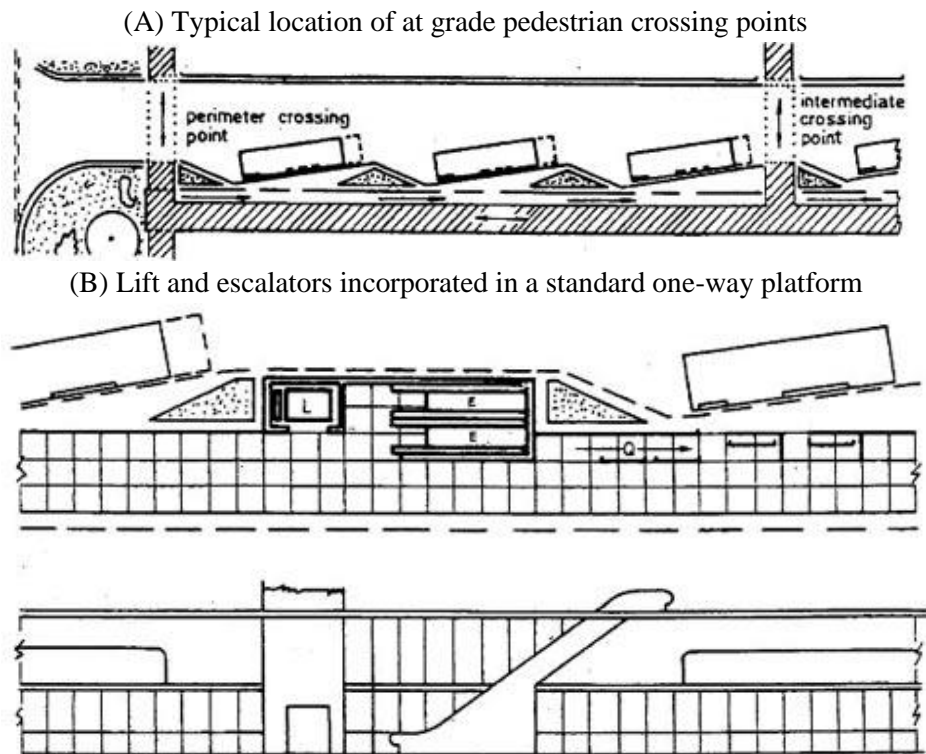 (A) Typical location of at grade pedestrian crossing points
perimeter crossing
point
intermediate
crossing
point
(B) Lift and escalators incorporated in a standard one-way platform
L
E
E
Q